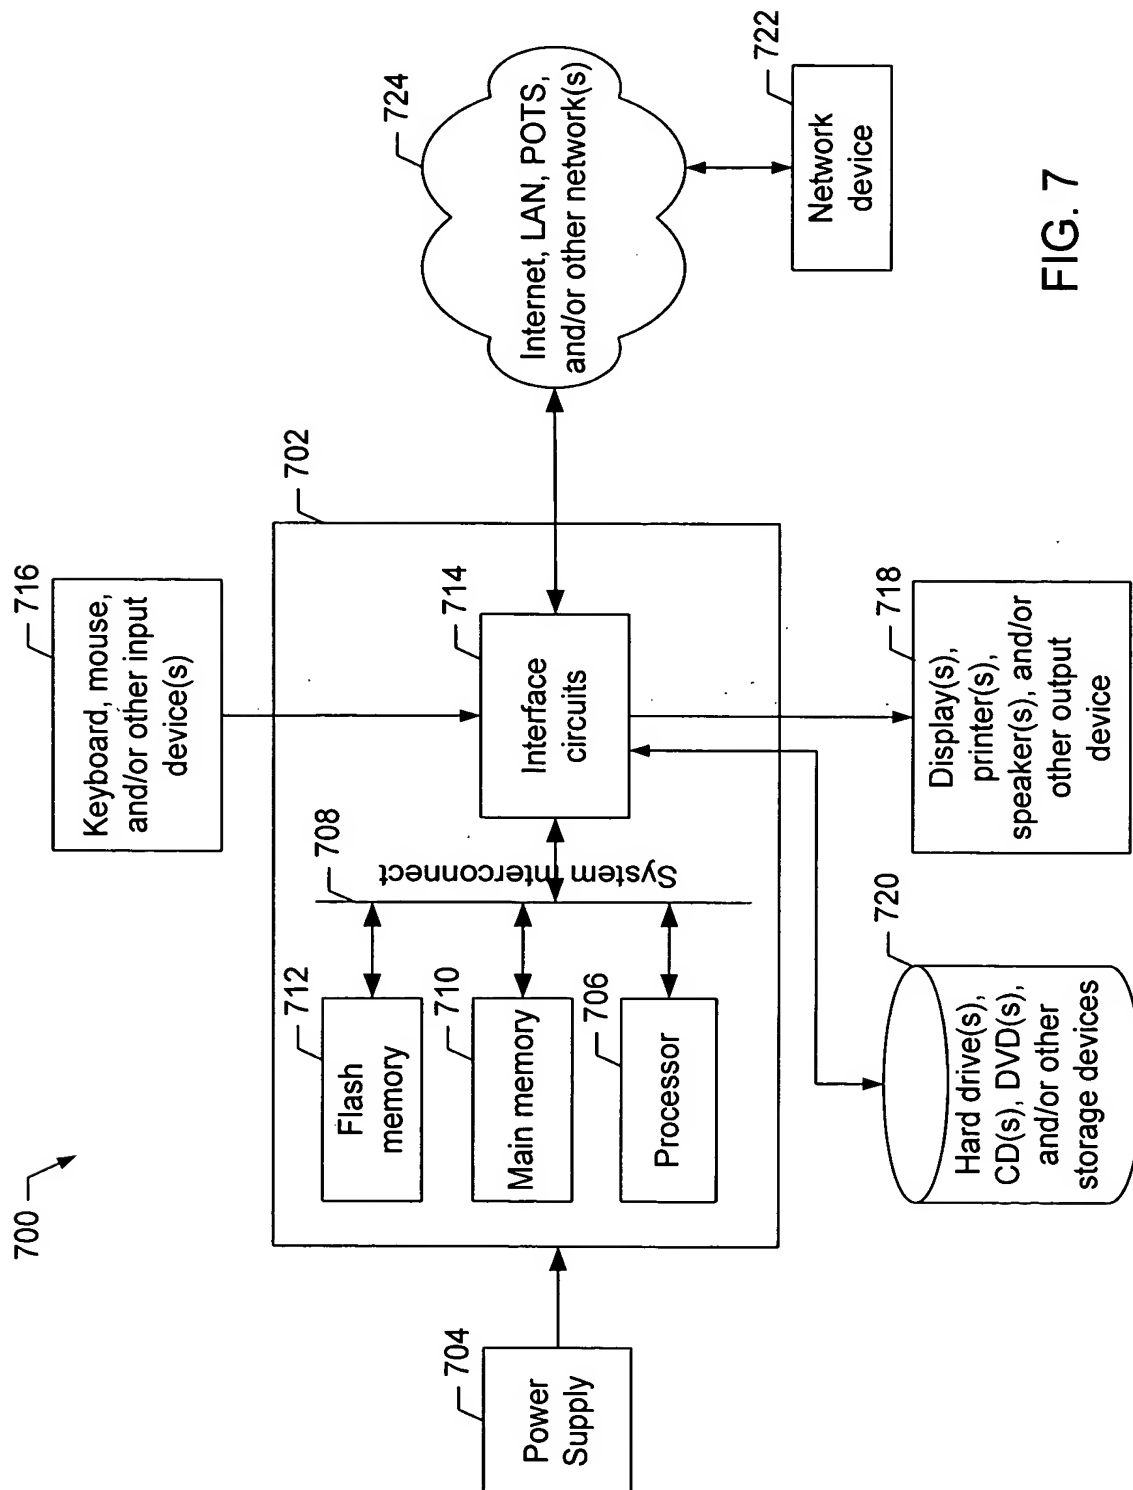 700
716
Keyboard, mouse,
and/or other input
device(s)
702
704
Power
Supply
712
Flash
memory
710
Main memory
706
Processor
708
System Interconnect
714
Interface
circuits
724
Internet, LAN, POTS,
and/or other network(s)
720
Hard drive(s),
CD(s), DVD(s),
and/or other
storage devices
718
Display(s),
printer(s),
speaker(s), and/or
other output
device
722
Network
device
FIG. 7